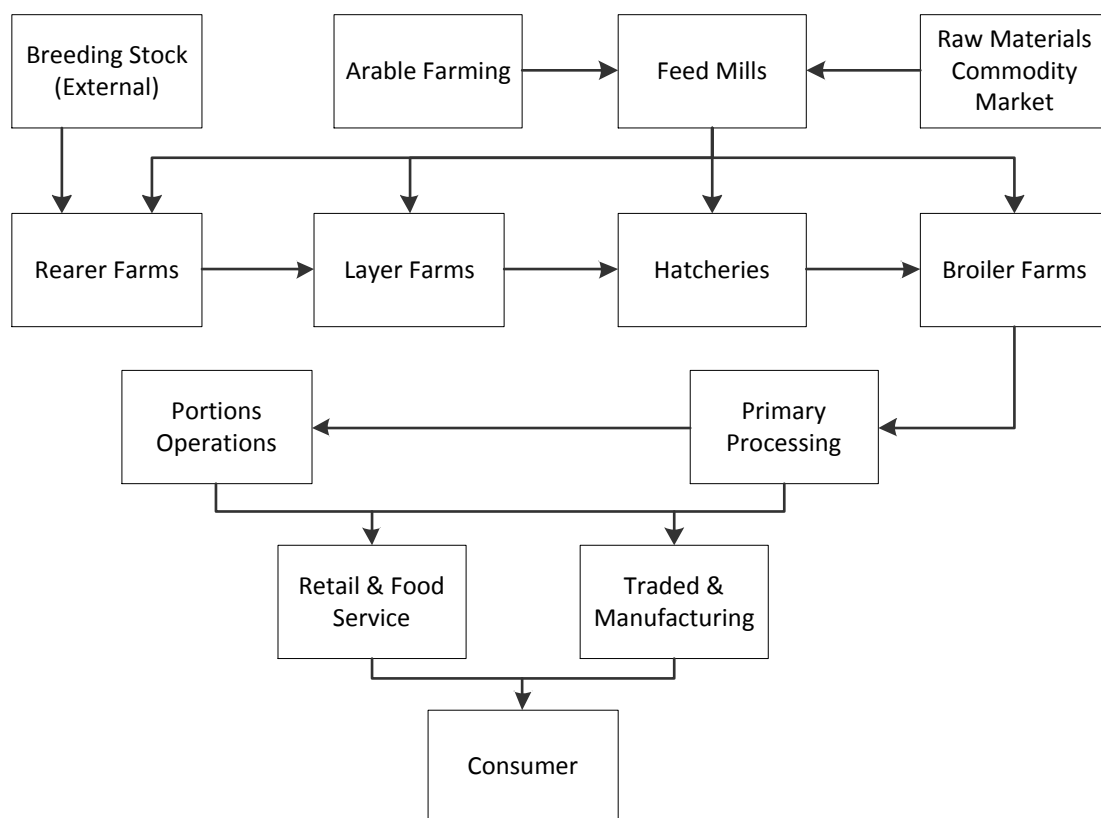 Breeding Stock
(External)
Arable Farming
Feed Mills
Raw Materials
Commodity
Market
Rearer Farms
Layer Farms
Hatcheries
Broiler Farms
Portions
Operations
Primary
Processing
Retail & Food
Service
Traded &
Manufacturing
Consumer